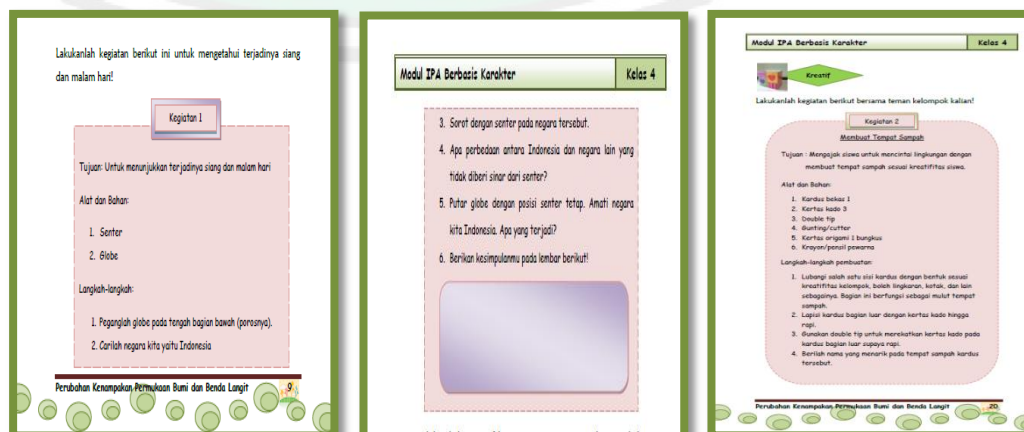 Lakukanlah kegiatan berikut ini untuk mengetahui terjadinya siang
dan malam hari!
Kegiatan 1
Tujuan: Untuk menunjukkan terjadinya siang dan malam hari
Alat dan Bahan:
1. Senter
2. Globe
Langkah-langkah:
1. Peganglah globe pada tengah bagian bawah (porosnya).
2. Carilah negara kita yaitu Indonesia
Perubahan Kenampakan Permukaan Bumi dan Benda Langit 9
Modul IPA Berbasis Karakter Kelas 4
3. Sorot dengan senter pada negara tersebut.
4. Apa perbedaan antara Indonesia dan negara lain yang
tidak diberi sinar dari senter?
5. Putar globe dengan posisi senter tetap. Amati negara
kita Indonesia. Apa yang terjadi?
6. Berikan kesimpulanmu pada lembar berikut!
Modul IPA Berbasis Karakter Kelas 4
Kreatif
Lakukanlah kegiatan berikut bersama teman kelompok kalian!
Kegiatan 2
Membuat Tempat Sampah
Tujuan : Mengajak siswa untuk mencintai lingkungan dengan
membuat tempat sampah sesuai kreatifitas siswa.
Alat dan Bahan:
1. Kardus bekas 1
2. Kertas kado 3
3. Double tip
4. Gunting/cutter
5. Kertas origami 1 bungkus
6. Krayon/pensil pewarna
Langkah-langkah pembuatan:
1. Lubangi salah satu sisi kardus dengan bentuk sesuai
kreatifitas kelompok, boleh lingkaran, kotak, dan lain
sebagainya. Bagian ini berfungsi sebagai mulut tempat
sampah.
2. Lapisi kardus bagian luar dengan kertas kado hingga
rapi.
3. Gunakan double tip untuk merekatkan kertas kado pada
kardus bagian luar supaya rapi.
4. Berilah nama yang menarik pada tempat sampah kardus
tersebut.
Perubahan Kenampakan Permukaan Bumi dan Benda Langit 20